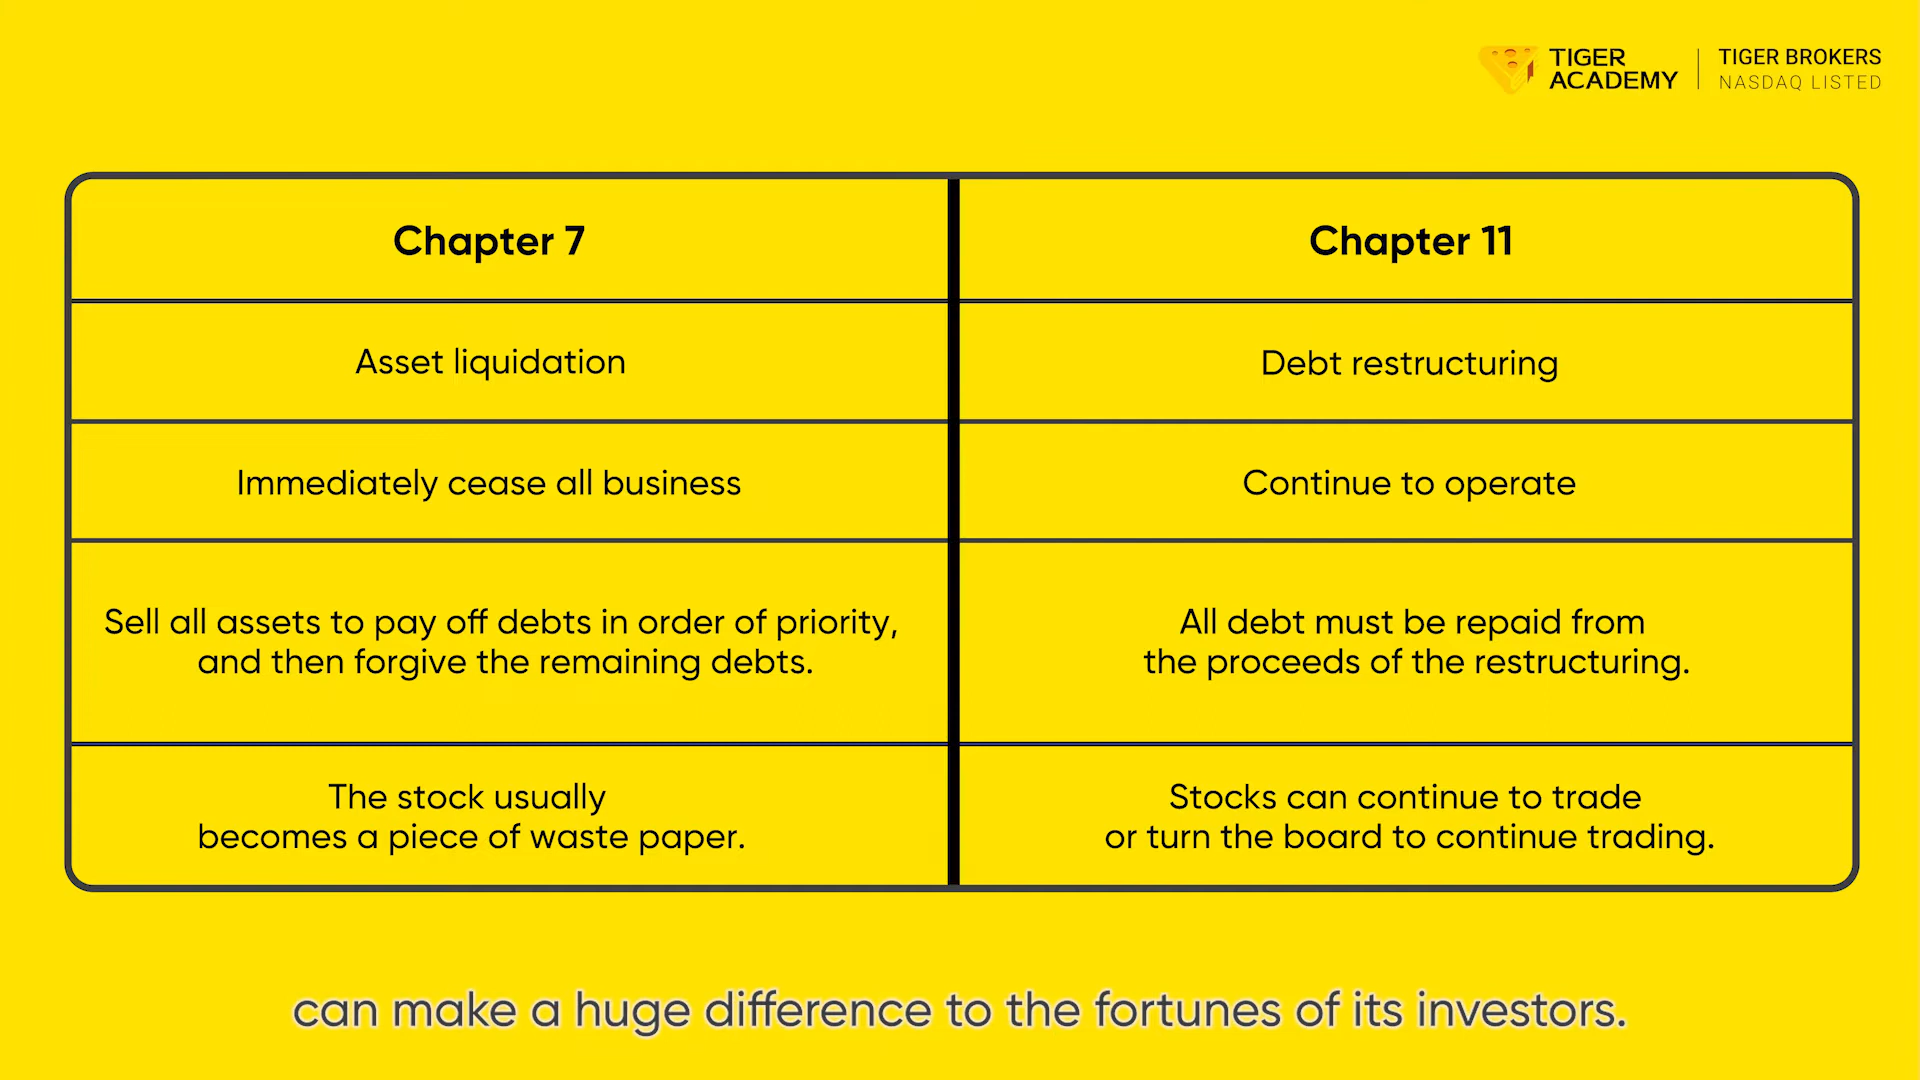 TIGER
ACADEMY
TIGER BROKERS
NASDAQ LISTED
Chapter 7
Chapter 11
Asset liquidation
Debt restructuring
Immediately cease all business
Continue to operate
Sell all assets to pay off debts in order of priority,
and then forgive the remaining debts.
All debt must be repaid from
the proceeds of the restructuring.
The stock usually
becomes a piece of waste paper.
Stocks can continue to trade
or turn the board to continue trading.
can make a huge difference to the fortunes of its investors.